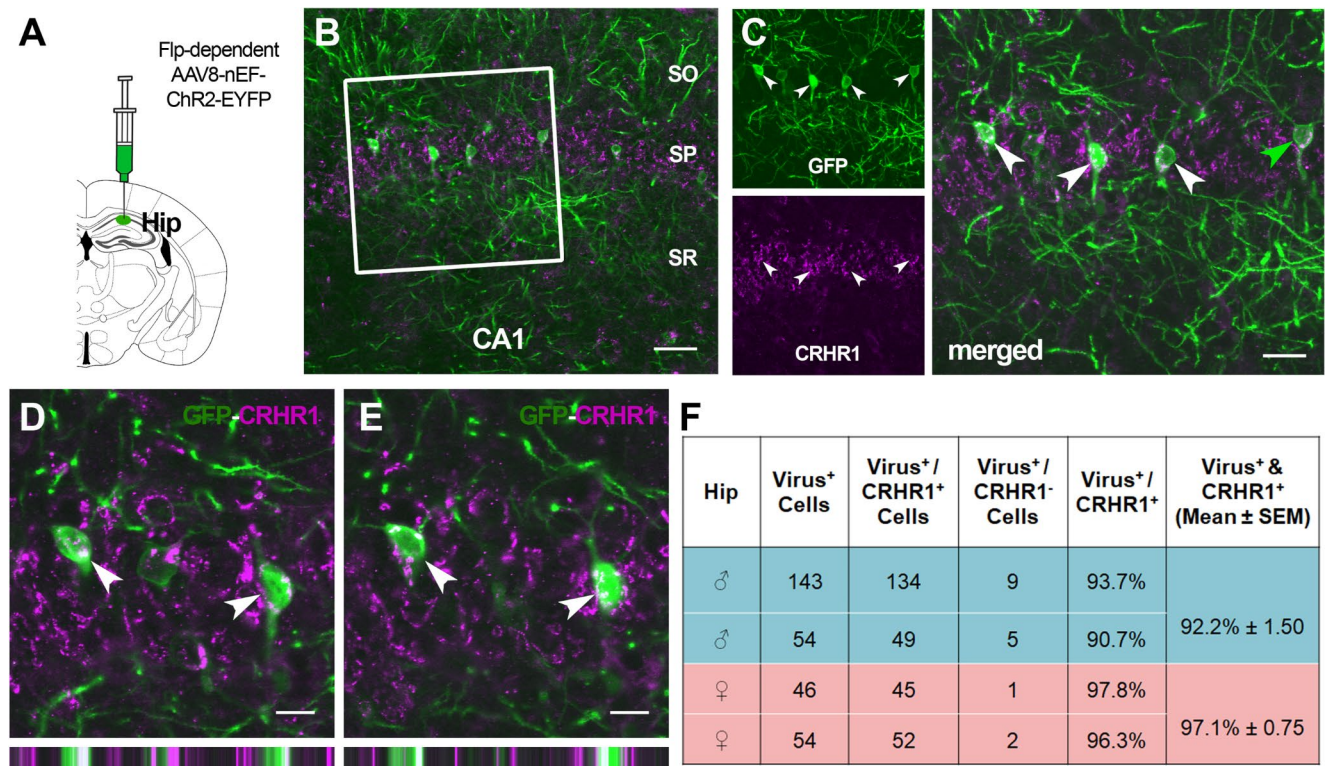 A
Flp-dependent
AAV8-nEF-
ChR2-EYFP
Hip
B
SO
SP
SR
CA1
C
GFP
CRHR1
merged
D
GFP-CRHR1
E
GFP-CRHR1
F
Hip
Virus⁺
Cells
Virus⁺/
CRHR1⁺
Cells
Virus⁺/
CRHR1⁻
Cells
Virus⁺/
CRHR1⁺
Virus⁺ &
CRHR1⁺
(Mean ± SEM)
♂ 143 134 9 93.7%
92.2% ± 1.50
♂ 54 49 5 90.7%
♀ 46 45 1 97.8%
97.1% ± 0.75
♀ 54 52 2 96.3%